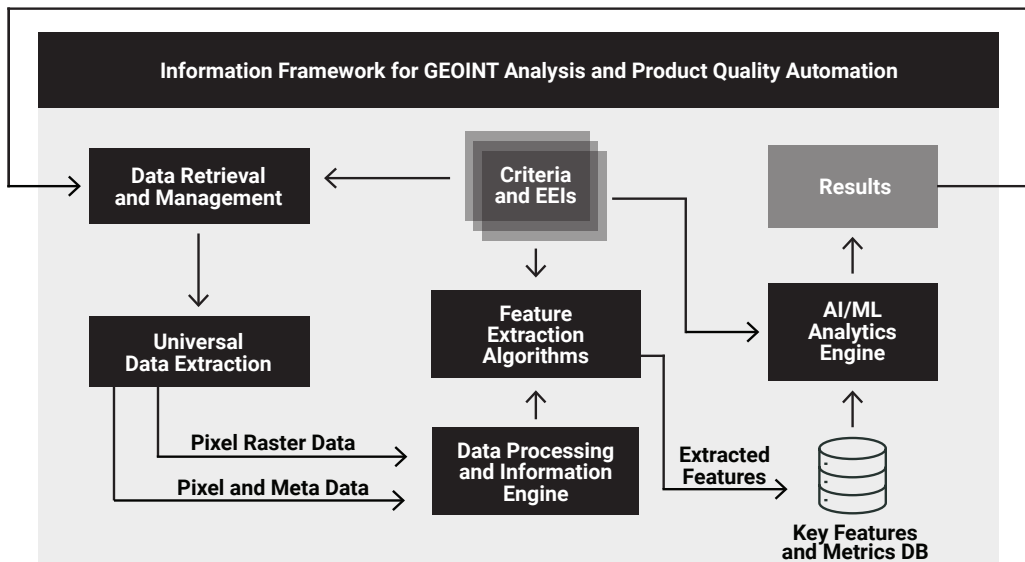 Information Framework for GEOINT Analysis and Product Quality Automation
Data Retrieval
and Management
Criteria
and EEIs
Results
Universal
Data Extraction
Feature
Extraction
Algorithms
AI/ML
Analytics
Engine
Pixel Raster Data
Pixel and Meta Data
Data Processing
and Information
Engine
Extracted
Features
Key Features
and Metrics DB